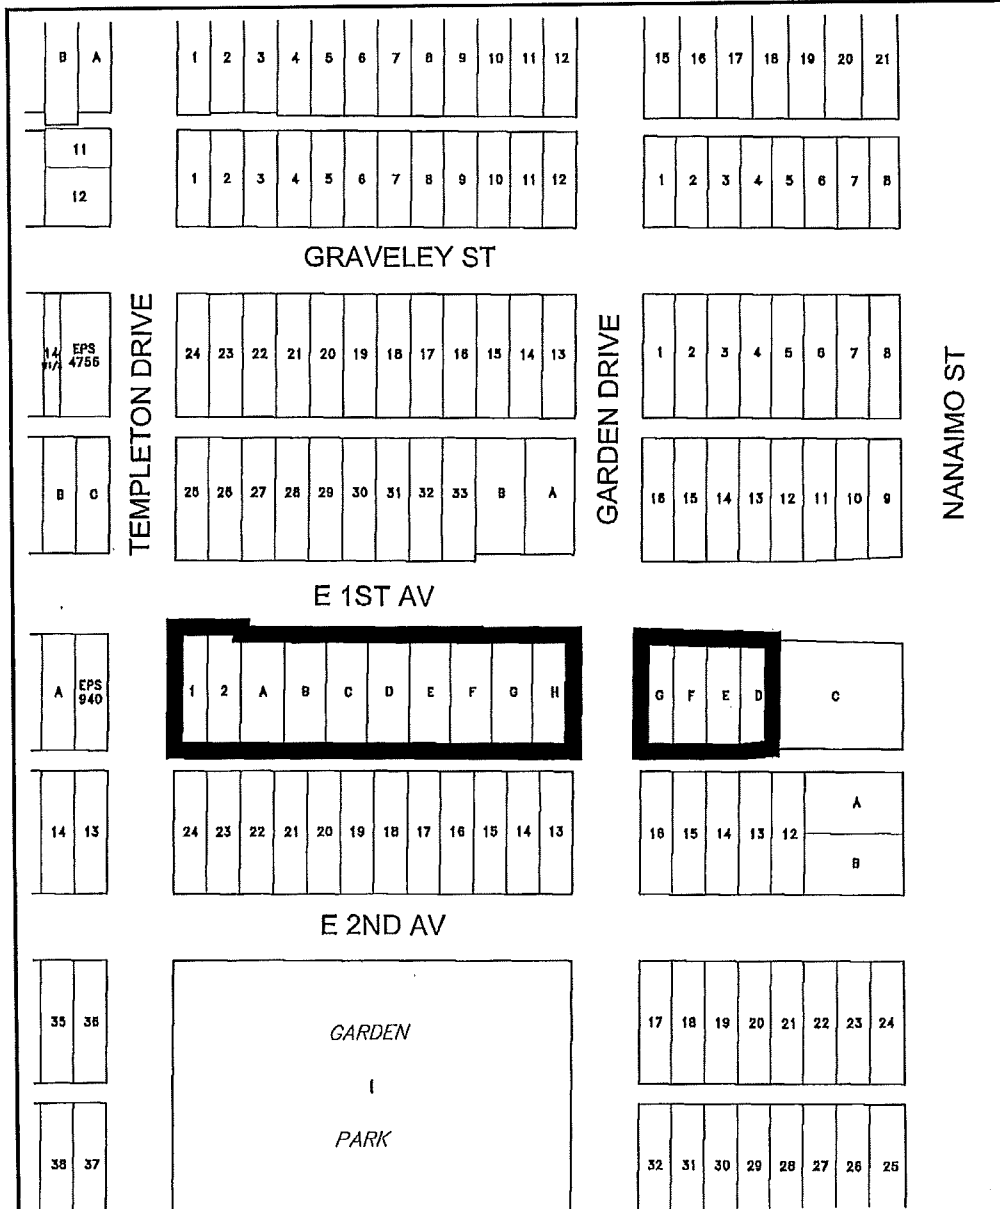 B A 1 2 3 4 5 6 7 8 9 10 11 12 15 16 17 18 19 20 21
11
12
1 2 3 4 5 6 7 8 9 10 11 12 1 2 3 4 5 6 7 8
GRAVELEY ST
TEMPLETON DRIVE
GARDEN DRIVE
NANAIMO ST
14
EPS
4755
24 23 22 21 20 19 18 17 16 15 14 13 1 2 3 4 5 6 7 8
B C 25 26 27 28 29 30 31 32 33 B A 16 15 14 13 12 11 10 9
E 1ST AV
A
EPS
940
1 2 A B C D E F G H G F E D C
14 13 24 23 22 21 20 19 18 17 16 15 14 13 16 15 14 13 12
A
B
E 2ND AV
35 36
GARDEN
PARK
17 18 19 20 21 22 23 24
38 37
32 31 30 29 28 27 26 25